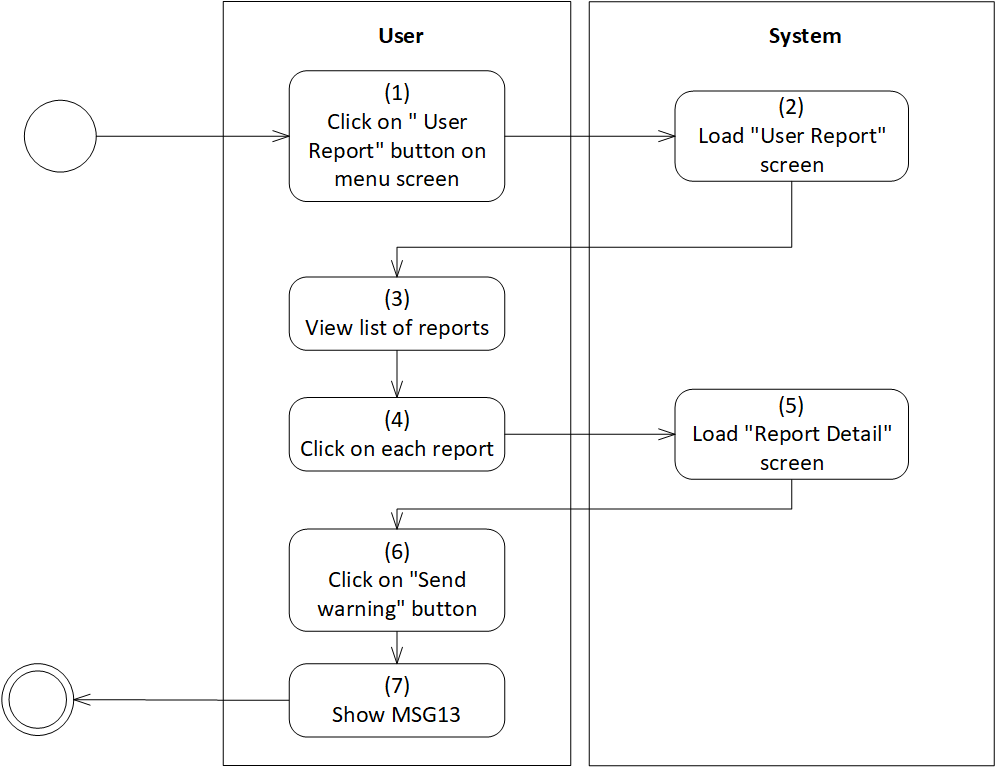 User
System
(1)
Click on " User
Report" button on
menu screen
(2)
Load "User Report"
screen
(3)
View list of reports
(4)
Click on each report
(5)
Load "Report Detail"
screen
(6)
Click on "Send
warning" button
(7)
Show MSG13